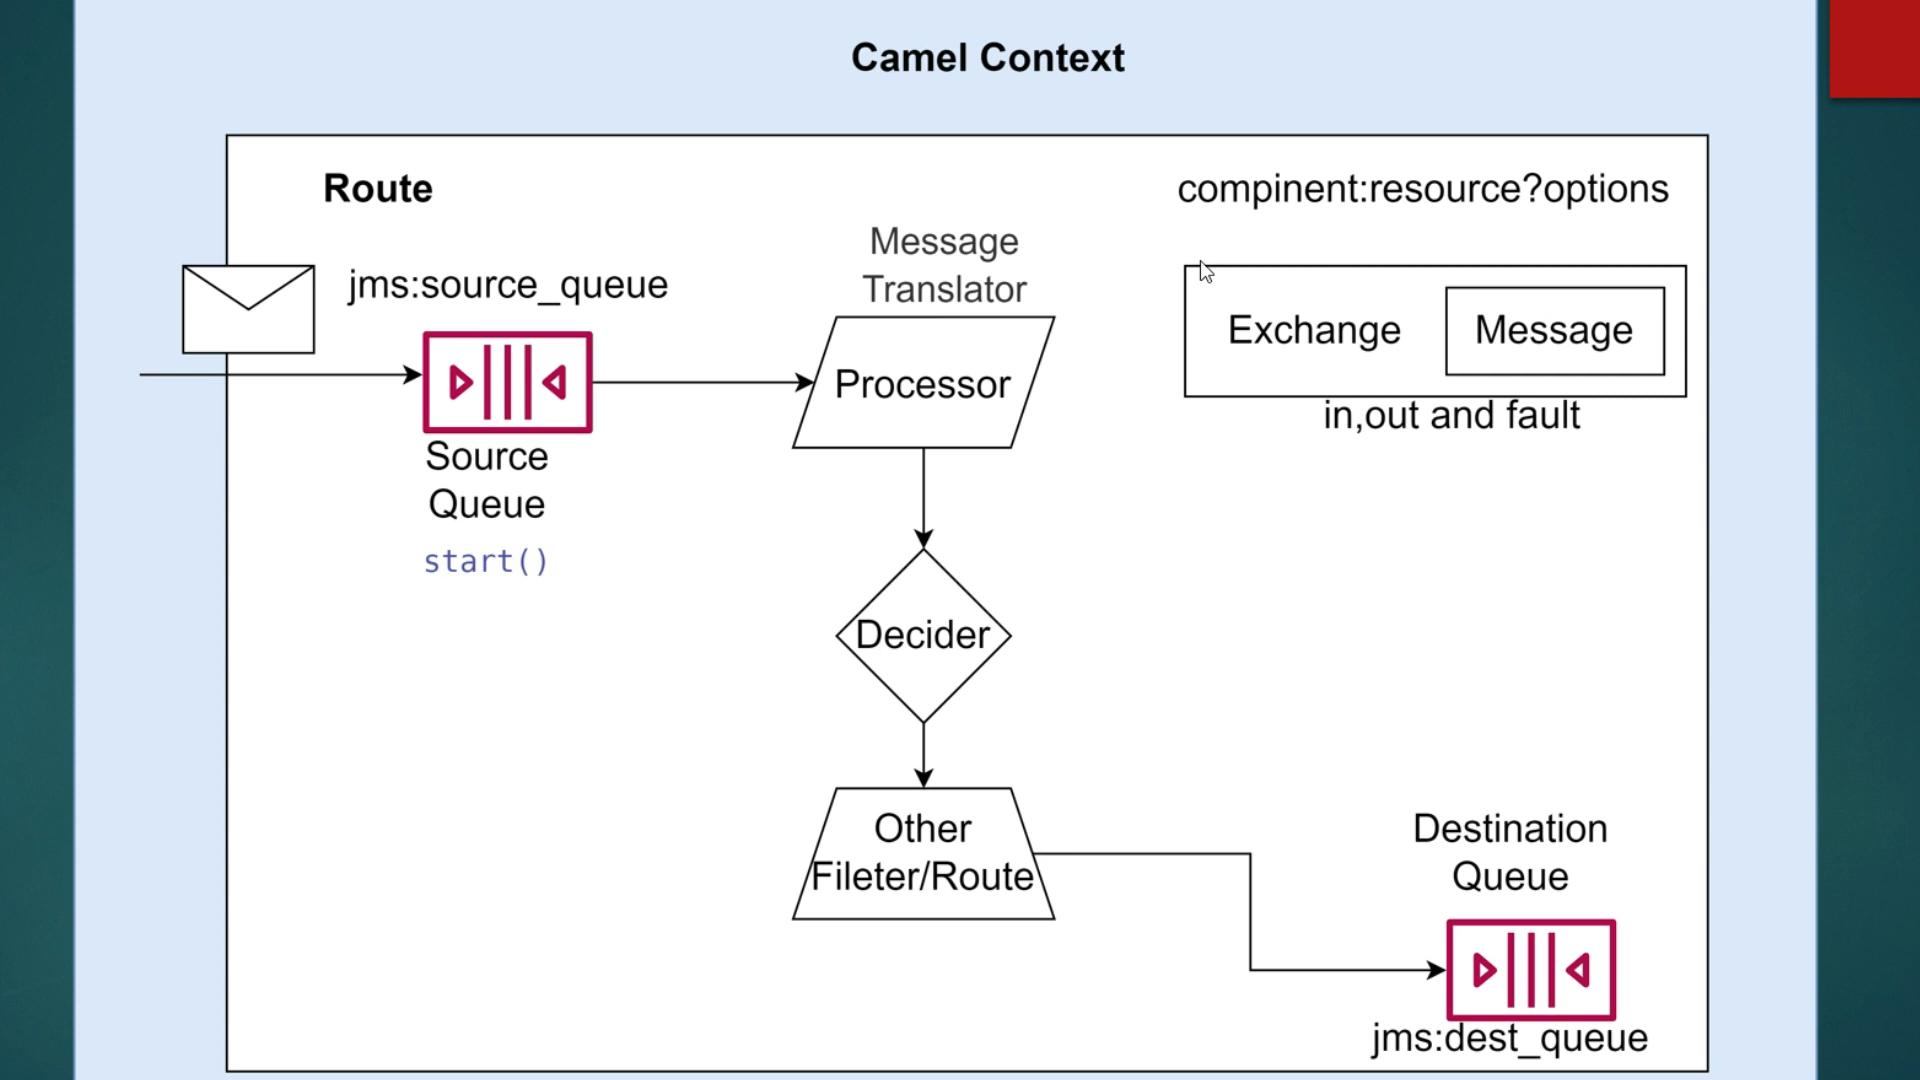 Camel Context
Route
compinent:resource?options
Message
Translator
jms:source_queue
Exchange
Message
Processor
in,out and fault
Source
Queue
start()
Decider
Other
Fileter/Route
Destination
Queue
jms:dest_queue